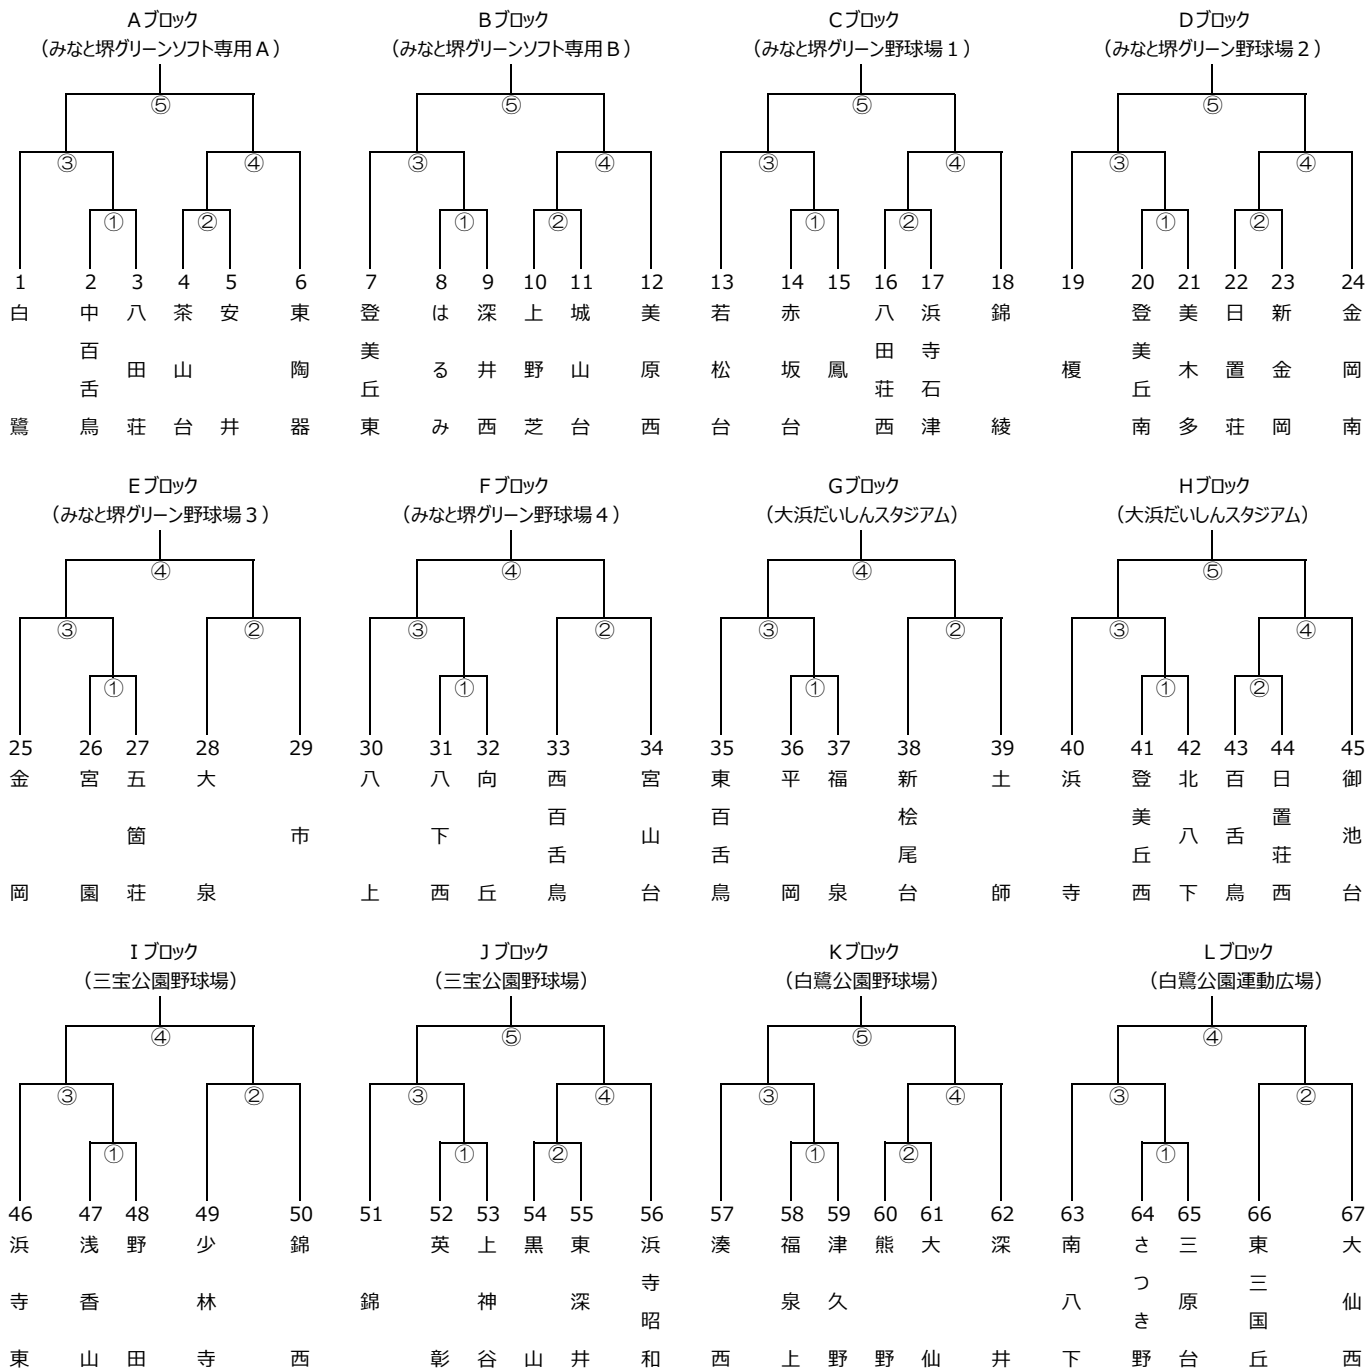 Aブロック
（みなと堺グリーンソフト専用A）
⑤
③
④
①
②
1 白鷺
2 中百舌鳥
3 八田荘
4 茶山台
5 安井
6 東陶器
Bブロック
（みなと堺グリーンソフト専用B）
⑤
③
④
①
②
7 登美丘東
8 はるみ
9 深井西
10 上野芝
11 城山台
12 美原西
Cブロック
（みなと堺グリーン野球場１）
⑤
③
④
①
②
13 若松台
14 赤坂台
15 鳳
16 八田荘西
17 浜寺石津
18 錦綾
Dブロック
（みなと堺グリーン野球場２）
⑤
③
④
①
②
19 榎
20 登美丘南
21 美木多
22 日置荘
23 新金岡
24 金岡南
Eブロック
（みなと堺グリーン野球場３）
④
③
②
①
25 金岡
26 宮園
27 五箇荘
28 大泉
29 市
Fブロック
（みなと堺グリーン野球場４）
④
③
②
①
30 八上
31 八下西
32 向丘
33 西百舌鳥
34 宮山台
Gブロック
（大浜だいしんスタジアム）
④
③
②
①
35 東百舌鳥
36 平岡
37 福泉
38 新桧尾台
39 土師
Hブロック
（大浜だいしんスタジアム）
⑤
③
④
①
②
40 浜寺
41 登美丘西
42 北八下
43 百舌鳥
44 日置荘西
45 御池台
Iブロック
（三宝公園野球場）
④
③
②
①
46 浜寺東
47 浅香山
48 野田
49 少林寺
50 錦西
Jブロック
（三宝公園野球場）
⑤
③
④
①
②
51 錦
52 英彰
53 上神谷
54 黒山
55 東深井
56 浜寺昭和
Kブロック
（白鷺公園野球場）
⑤
③
④
①
②
57 湊西
58 福泉上
59 津久野
60 熊野
61 大仙
62 深井
Lブロック
（白鷺公園運動広場）
④
③
②
①
63 南八下
64 さつき野
65 三原台
66 東三国丘
67 大仙西